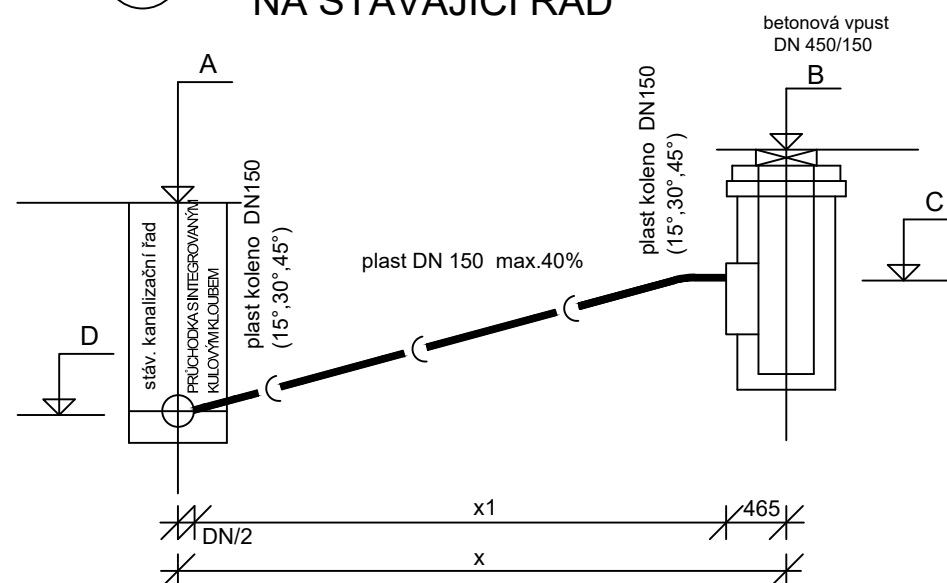 NA STÁVAJÍCÍ ŘAD
betonová vpust
DN 450/150
A
B
C
D
plast koleno DN150
(15°,30°,45°)
plast koleno DN150
(15°,30°,45°)
plast DN 150 max.40%
stáv. kanalizační řad
PRŮCHODKA S INTEGROVANÝM
KULOVÝM KLOUBEM
x1
465
DN/2
x